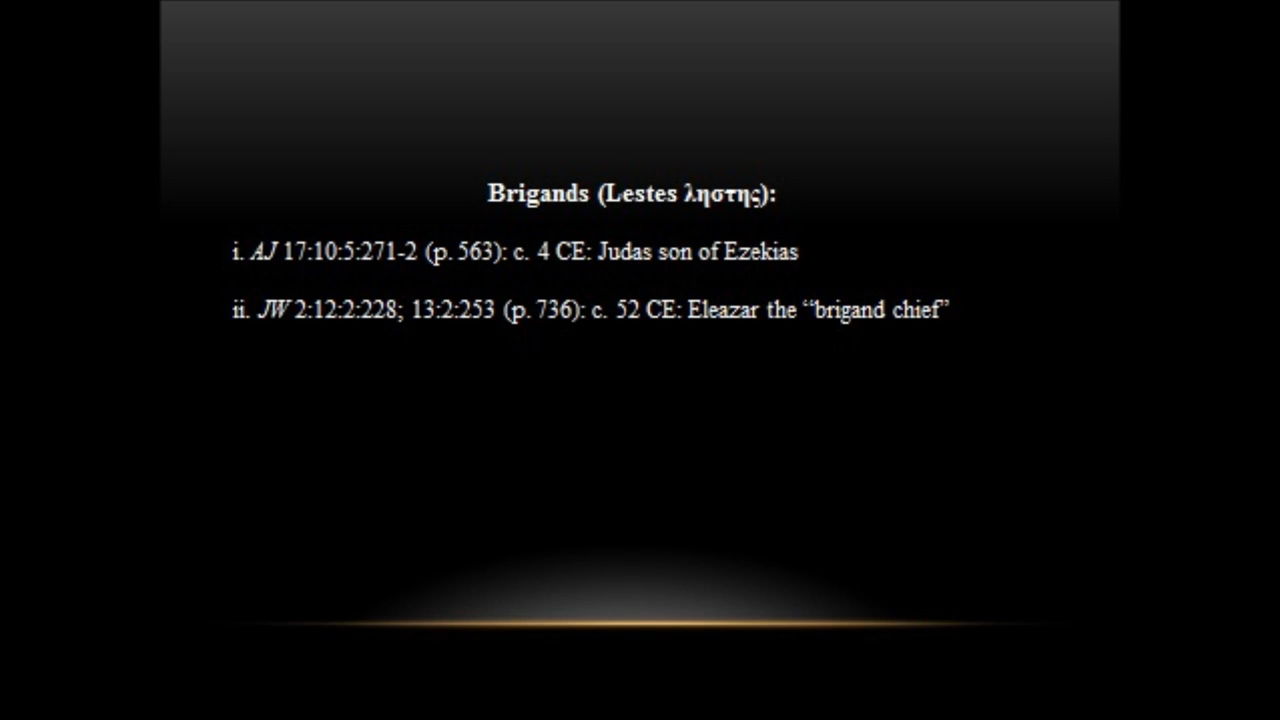 Brigands (Lestes ληστης):
i. AJ 17:10:5:271-2 (p. 563): c. 4 CE: Judas son of Ezekias
ii. JW 2:12:2:228; 13:2:253 (p. 736): c. 52 CE: Eleazar the “brigand chief”